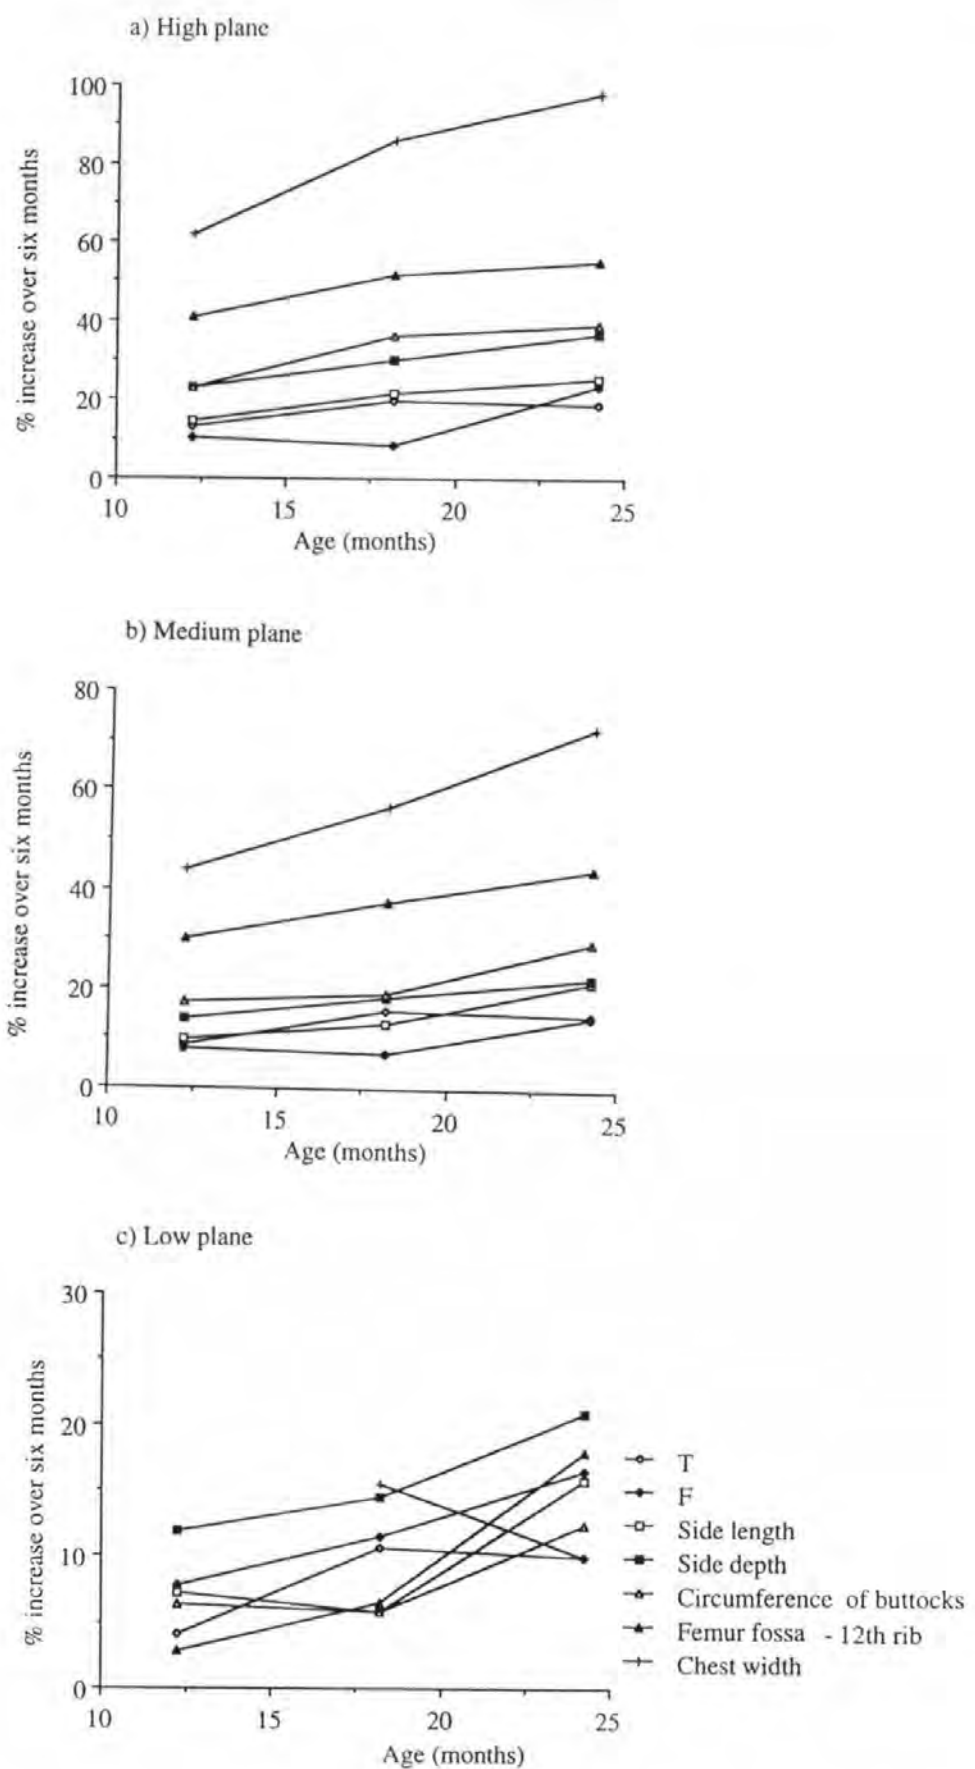 a) High plane
100
80
60
40
20
0
% increase over six months
10 15 20 25
Age (months)
b) Medium plane
80
60
40
20
0
% increase over six months
10 15 20 25
Age (months)
c) Low plane
30
20
10
0
% increase over six months
10 15 20 25
Age (months)
T
F
Side length
Side depth
Circumference of buttocks
Femur fossa - 12th rib
Chest width